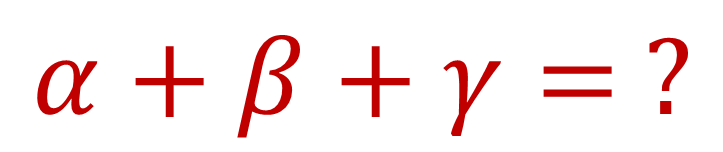 α + β + γ = ?